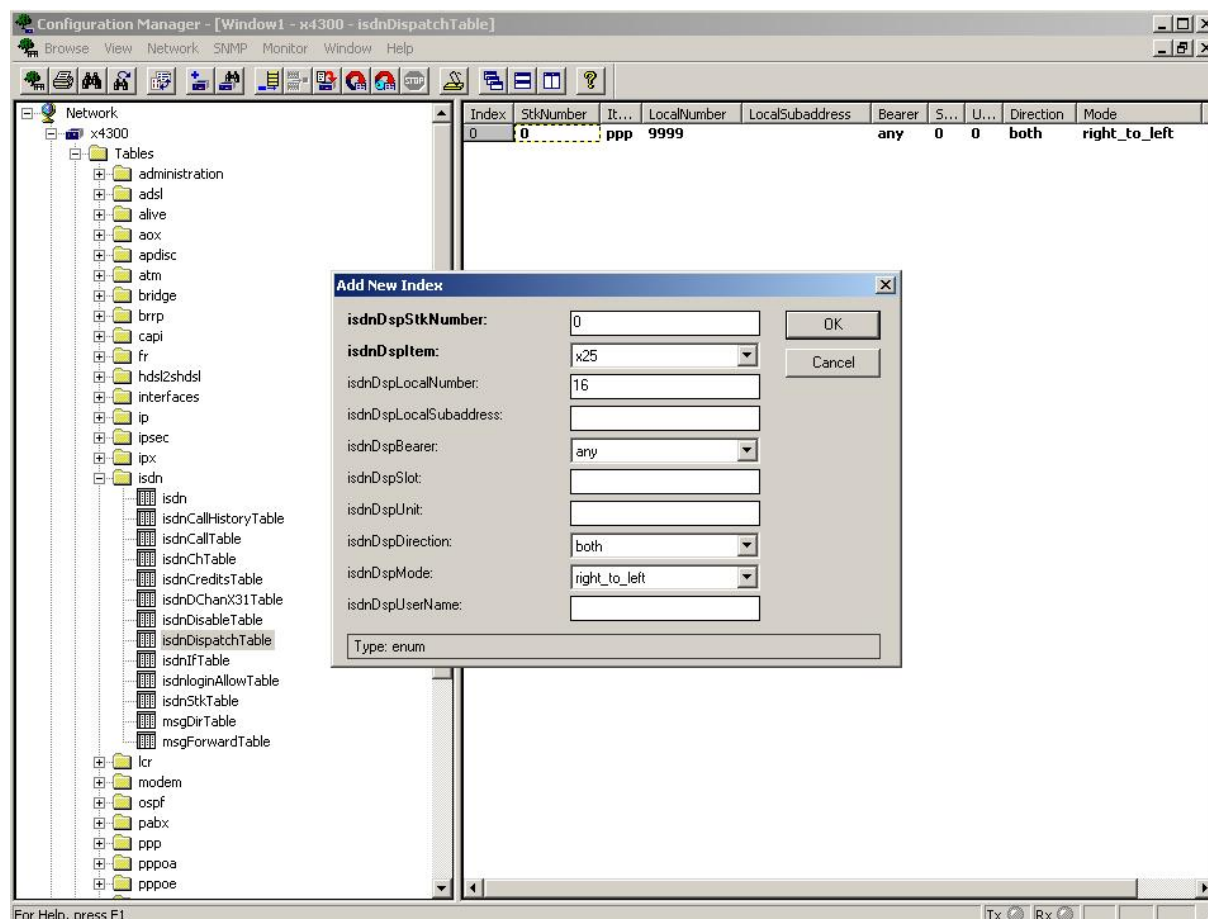 Configuration Manager - [Window1 - x4300 - isdnDispatchTable]
Browse View Network SNMP Monitor Window Help
Network
x4300
Tables
administration
adsl
alive
aox
apdisc
atm
bridge
brrp
capi
fr
hdsl2shdsl
interfaces
ip
ipsec
ipx
isdn
isdn
isdnCallHistoryTable
isdnCallTable
isdnChTable
isdnCreditsTable
isdnDChanX31Table
isdnDisableTable
isdnDispatchTable
isdnIfTable
isdnloginAllowTable
isdnStkTable
msgDirTable
msgForwardTable
lcr
modem
ospf
pabx
ppp
pppoa
pppoe
Index StkNumber It... LocalNumber LocalSubaddress Bearer S... U... Direction Mode
0 0 ppp 9999 any 0 0 both right_to_left
Add New Index
isdnDspStkNumber: 0
OK
isdnDspItem: x25
Cancel
isdnDspLocalNumber: 16
isdnDspLocalSubaddress:
isdnDspBearer: any
isdnDspSlot:
isdnDspUnit:
isdnDspDirection: both
isdnDspMode: right_to_left
isdnDspUserName:
Type: enum
For Help, press F1
Tx Rx